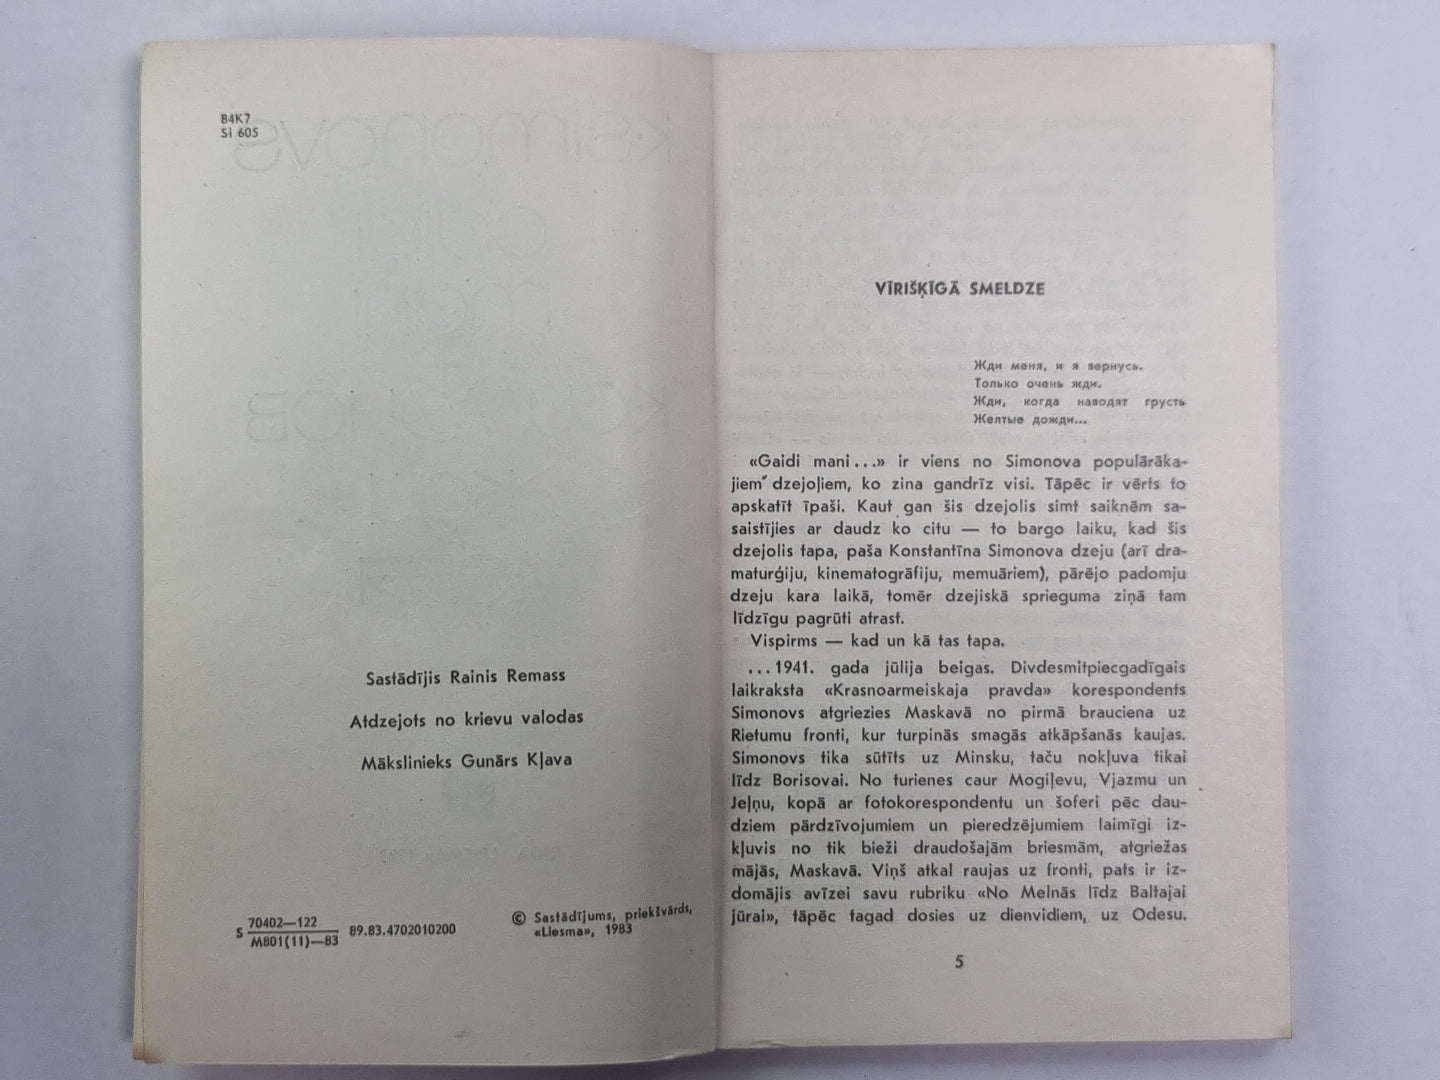 84K7
Si 605
Sastādījis Rainis Remass
Atdzejots no krievu valodas
Mākslinieks Gunārs Kļava
S 70402—122
M801(11)—83
89.83.4702010200
© Sastādījums, priekšvārds,
«Liesma», 1983
VĪRIŠĶĪGĀ SMELDZE
Жди меня, и я вернусь.
Только очень жди.
Жди, когда наводят грусть
Желтые дожди...
«Gaidi mani...» ir viens no Simonova populārāka-
jiem dzejoļiem, ko zina gandrīz visi. Tāpēc ir vērts to
apskatīt īpaši. Kaut gan šis dzejolis simt saiknēm sa-
saistījies ar daudz ko citu — to bargo laiku, kad šis
dzejolis tapa, paša Konstantīna Simonova dzeju (arī dra-
maturģiju, kinematogrāfiju, memuāriem), pārējo padomju
dzeju kara laikā, tomēr dzejiskā sprieguma ziņā tam
līdzīgu pagrūti atrast.
Vispirms — kad un kā tas tapa.
...1941. gada jūlija beigas. Divdesmitpiecgadīgais
laikraksta «Krasnoarmeiskaja pravda» korespondents
Simonovs atgriezies Maskavā no pirmā brauciena uz
Rietumu fronti, kur turpinās smagās atkāpšanās kaujas.
Simonovs tika sūtīts uz Minsku, taču nokļuva tikai
līdz Borisovai. No turienes caur Mogiļevu, Vjazmu un
Jeļņu, kopā ar fotokorespondentu un šoferi pēc dau-
dziem pārdzīvojumiem un pieredzējumiem laimīgi iz-
kļuvis no tik bieži draudošajām briesmām, atgriežas
mājās, Maskavā. Viņš atkal raujas uz fronti, pats ir iz-
domājis avīzei savu rubriku «No Melnās līdz Baltajai
jūrai», tāpēc tagad dosies uz dienvidiem, uz Odesu.
5